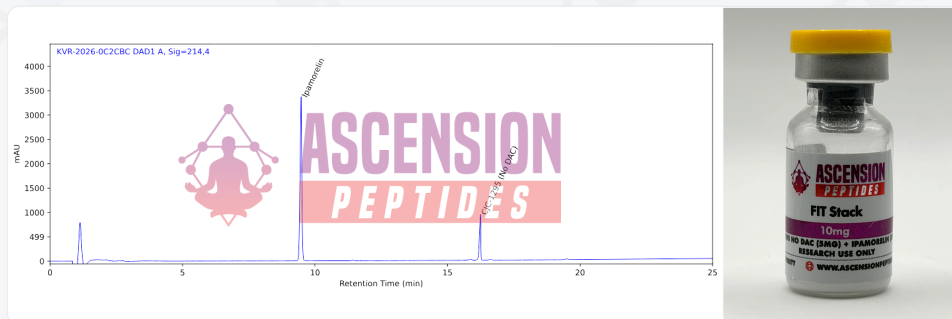 KVR-2026-0C2CBC DAD1 A, Sig=214,4
mAU
4000
3500
3000
2500
2000
1500
1000
499
0
Ipamorelin
CJC-1295 (No DAC)
ASCENSION
PEPTIDES
0 5 10 15 20 25
Retention Time (min)
ASCENSION
PEPTIDES
FIT Stack
10mg
NO DAC (5MG) + IPAMORELIN
RESEARCH USE ONLY
WWW.ASCENSIONPEPT